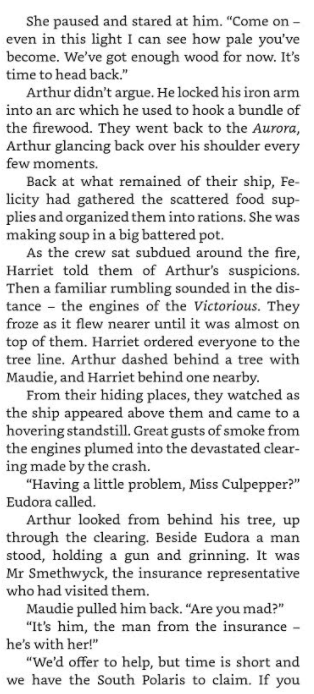 She paused and stared at him. “Come on –
even in this light I can see how pale you’ve
become. We’ve got enough wood for now. It’s
time to head back.”
Arthur didn’t argue. He locked his iron arm
into an arc which he used to hook a bundle of
the firewood. They went back to the Aurora,
Arthur glancing back over his shoulder every
few moments.
Back at what remained of their ship, Fe-
licity had gathered the scattered food sup-
plies and organized them into rations. She was
making soup in a big battered pot.
As the crew sat subdued around the fire,
Harriet told them of Arthur’s suspicions.
Then a familiar rumbling sounded in the dis-
tance – the engines of the Victorious. They
froze as it flew nearer until it was almost on
top of them. Harriet ordered everyone to the
tree line. Arthur dashed behind a tree with
Maudie, and Harriet behind one nearby.
From their hiding places, they watched as
the ship appeared above them and came to a
hovering standstill. Great gusts of smoke from
the engines plumed into the devastated clear-
ing made by the crash.
“Having a little problem, Miss Culpepper?”
Eudora called.
Arthur looked from behind his tree, up
through the clearing. Beside Eudora a man
stood, holding a gun and grinning. It was
Mr Smethwyck, the insurance representative
who had visited them.
Maudie pulled him back. “Are you mad?”
“It’s him, the man from the insurance –
he’s with her!”
“We’d offer to help, but time is short and
we have the South Polaris to claim. If you